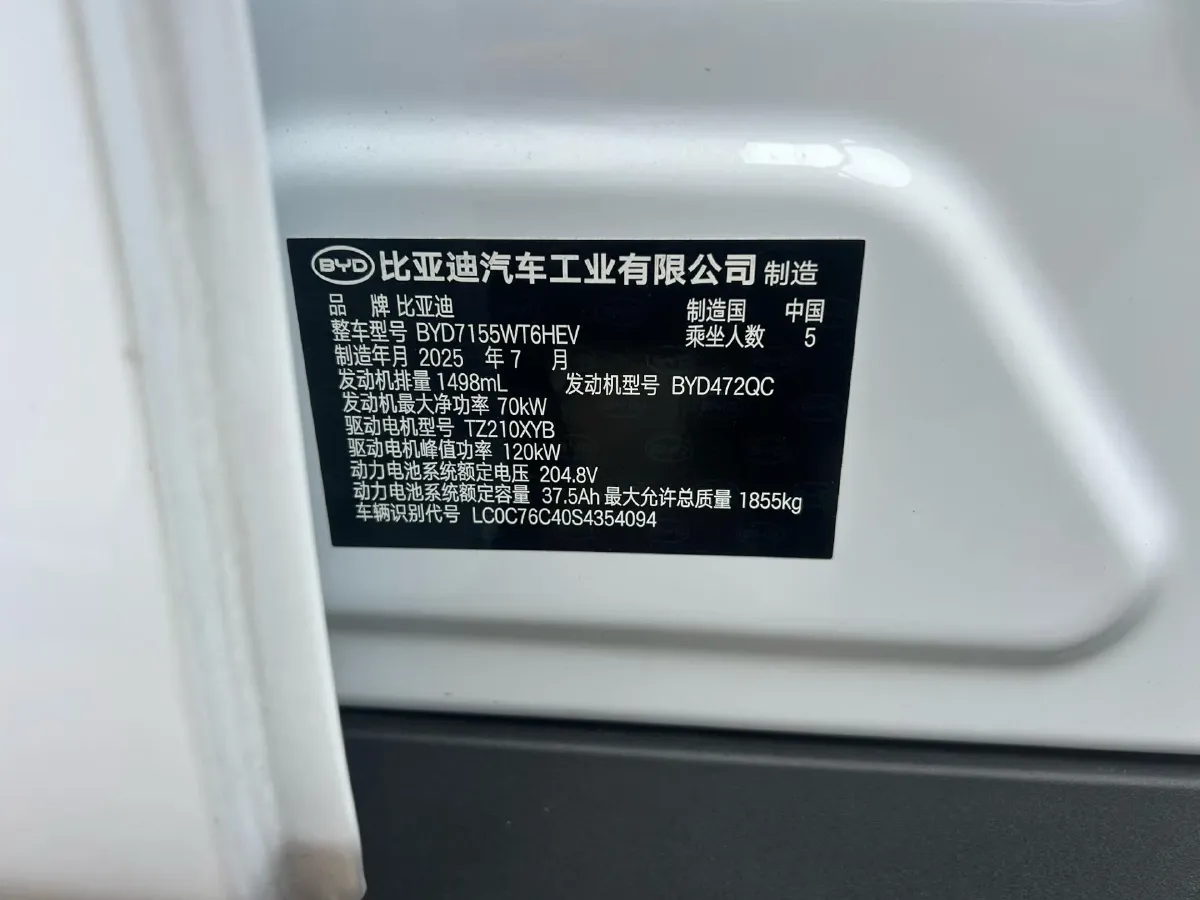 BYD 比亚迪汽车工业有限公司 制造
品 牌 比亚迪 制造国 中国
整车型号 BYD7155WT6HEV 乘坐人数 5
制造年月 2025 年 7 月
发动机排量 1498mL 发动机型号 BYD472QC
发动机最大净功率 70kW
驱动电机型号 TZ210XYB
驱动电机峰值功率 120kW
动力电池系统额定电压 204.8V
动力电池系统额定容量 37.5Ah 最大允许总质量 1855kg
车辆识别代号 LC0C76C40S4354094